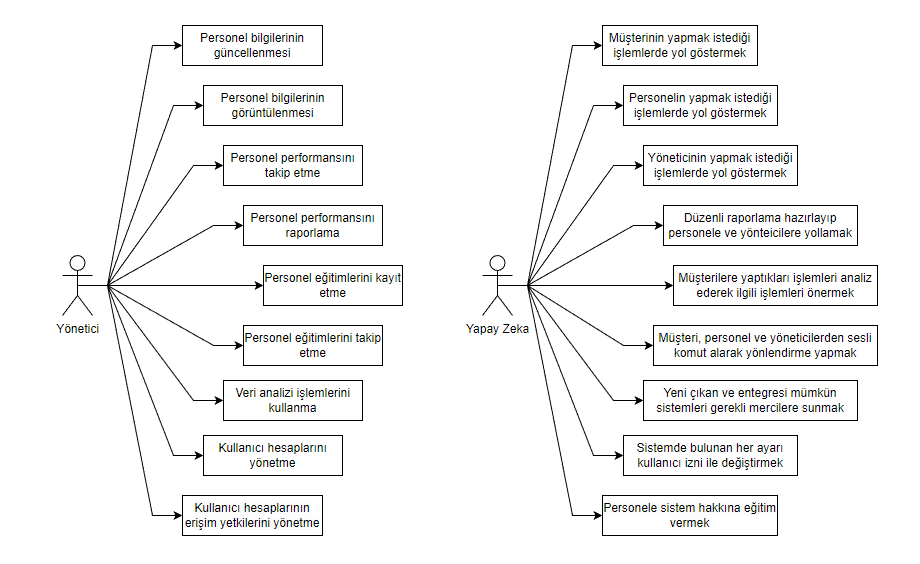 Personel bilgilerinin
güncellenmesi
Personel bilgilerinin
görüntülenmesi
Personel performansını
takip etme
Personel performansını
raporlama
Personel eğitimlerini kayıt
etme
Yönetici
Personel eğitimlerini takip
etme
Veri analizi işlemlerini
kullanma
Kullanıcı hesaplarını
yönetme
Kullanıcı hesaplarının
erişim yetkilerini yönetme
Müşterinin yapmak istediği
işlemlerde yol göstermek
Personelin yapmak istediği
işlemlerde yol göstermek
Yöneticinin yapmak istediği
işlemlerde yol göstermek
Düzenli raporlama hazırlayıp
personele ve yönteicilere yollamak
Müşterilere yaptıkları işlemleri analiz
ederek ilgili işlemleri önermek
Yapay Zeka
Müşteri, personel ve yöneticilerden sesli
komut alarak yönlendirme yapmak
Yeni çıkan ve entegresi mümkün
sistemleri gerekli mercilere sunmak
Sistemde bulunan her ayarı
kullanıcı izni ile değiştirmek
Personele sistem hakkına eğitim
vermek